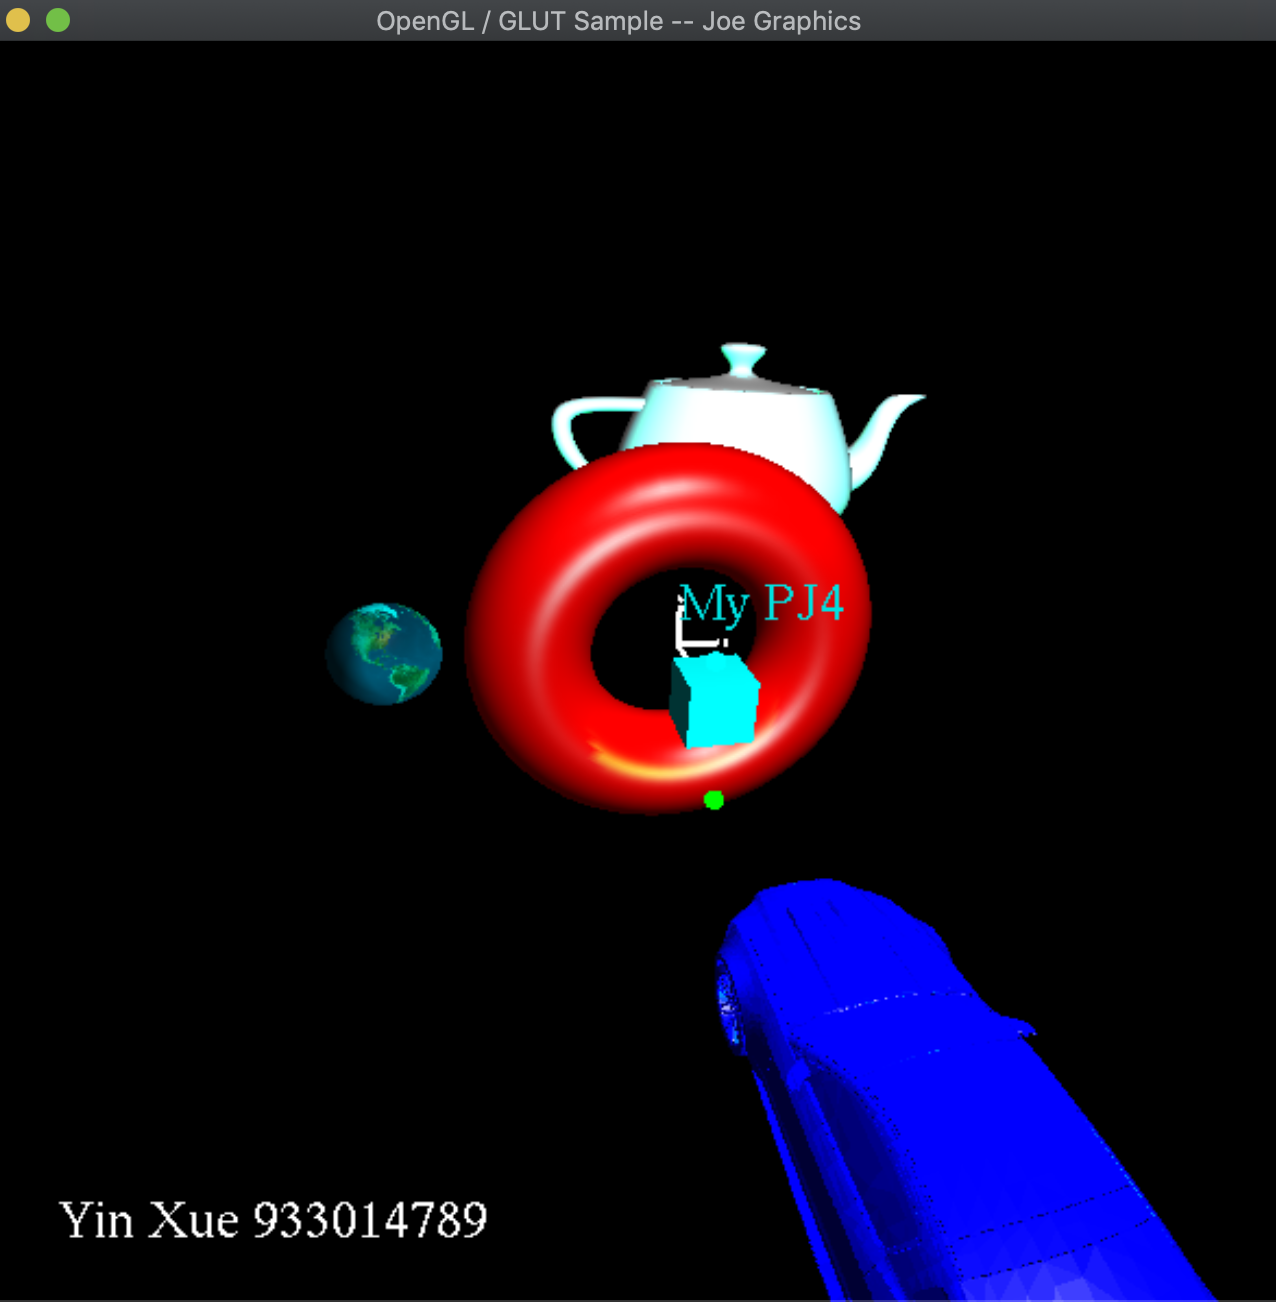 OpenGL / GLUT Sample -- Joe Graphics
My PJ4
Yin Xue 933014789